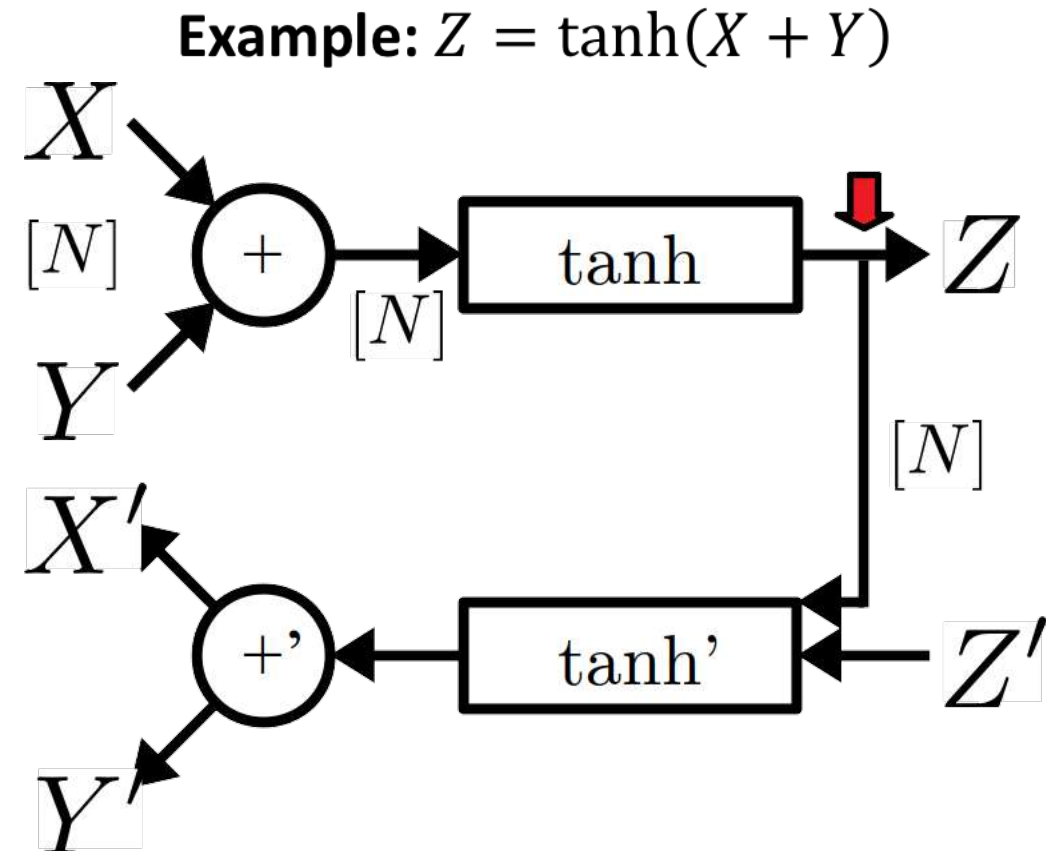 Example: Z = tanh(X + Y)
X
[N]
+
tanh
Z
[N]
Y
[N]
X′
+’
tanh’
Z′
Y′